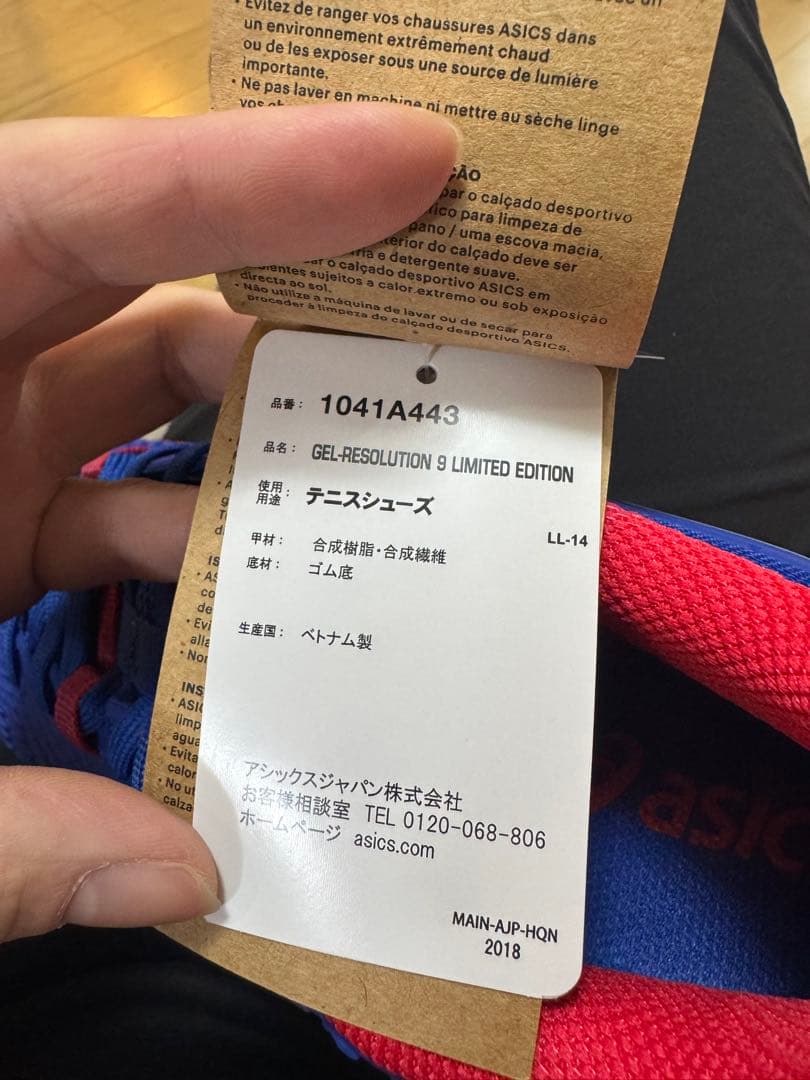 • Évitez de ranger vos chaussures ASICS dans
un environnement extrêmement chaud
ou de les exposer sous une source de lumière
importante.
• Ne pas laver en machine ni mettre au sèche linge
vos
ÇÃO
o calçado desportivo
para limpeza de
pano / uma escova macia,
do calçado deve ser
e detergente suave.
o calçado desportivo ASICS em
sujeitos a calor extremo ou sob exposição
directa ao sol.
• Não utilize a máquina de lavar ou de secar para
proceder à limpeza do calçado desportivo ASICS.
品番： 1041A443
品名： GEL-RESOLUTION 9 LIMITED EDITION
使用用途： テニスシューズ
LL-14
甲材： 合成樹脂・合成繊維
底材： ゴム底
生産国： ベトナム製
アシックスジャパン株式会社
お客様相談室 TEL 0120-068-806
ホームページ asics.com
MAIN-AJP-HQN
2018
asics